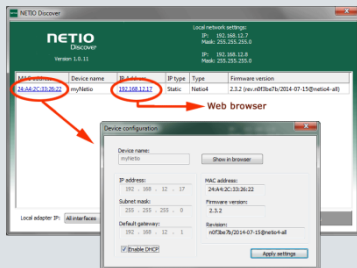 NETIO Discover
NETIO
Discover
Version 1.0.11
Local network settings:
IP: 192.168.12.7
Mask: 255.255.255.0
IP: 192.168.12.8
Mask: 255.255.255.0
MAC address Device name IP Address IP type Type Firmware version
24:A4:2C:33:26:22 myNetio 192.168.12.17 Static Netio4
Web browser
Device configuration
Device name:
myNetio
Show in browser
IP address:
192 . 168 . 12 . 17
MAC address:
24:A4:2C:33:26:22
Subnet mask:
255 . 255 . 255 . 0
Firmware version:
2.3.2
Default gateway:
192 . 168 . 12 . 1
Revision:
Enable DHCP
Apply settings
Local adapter IP: All interfaces